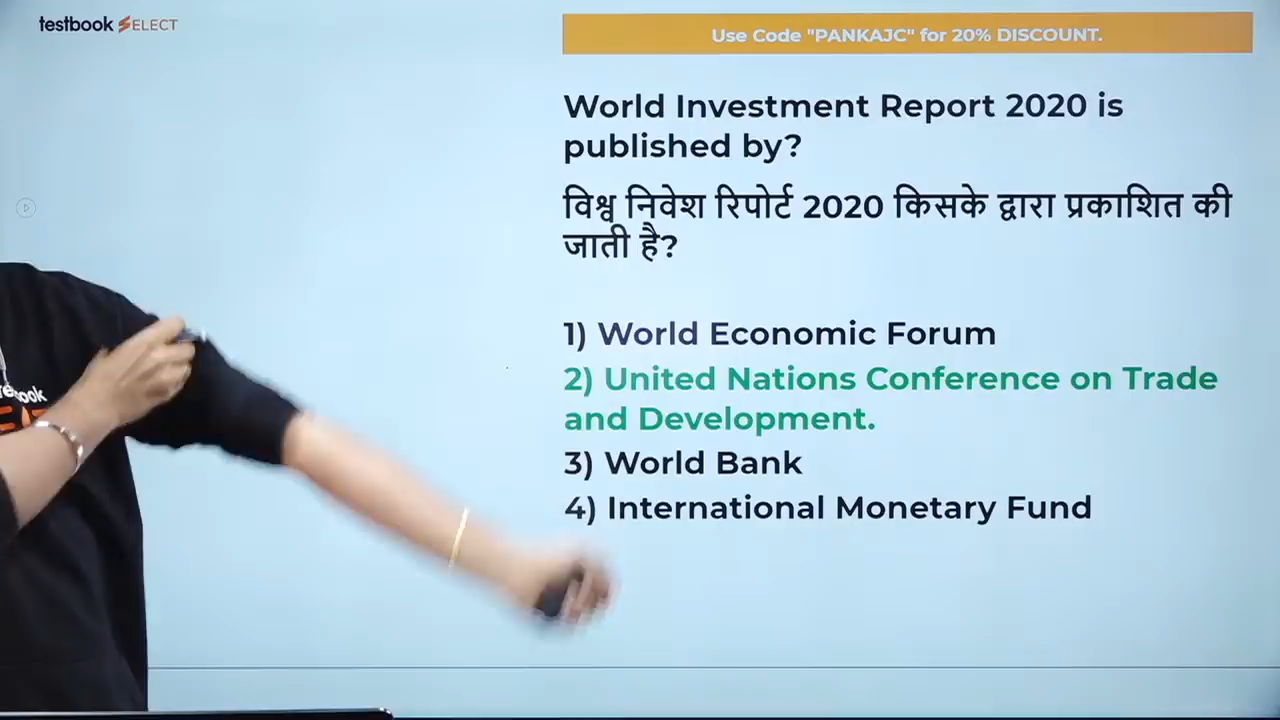 testbook SELECT
Use Code "PANKAJC" for 20% DISCOUNT.
World Investment Report 2020 is
published by?
विश्व निवेश रिपोर्ट 2020 किसके द्वारा प्रकाशित की
जाती है?
1) World Economic Forum
2) United Nations Conference on Trade
and Development.
3) World Bank
4) International Monetary Fund